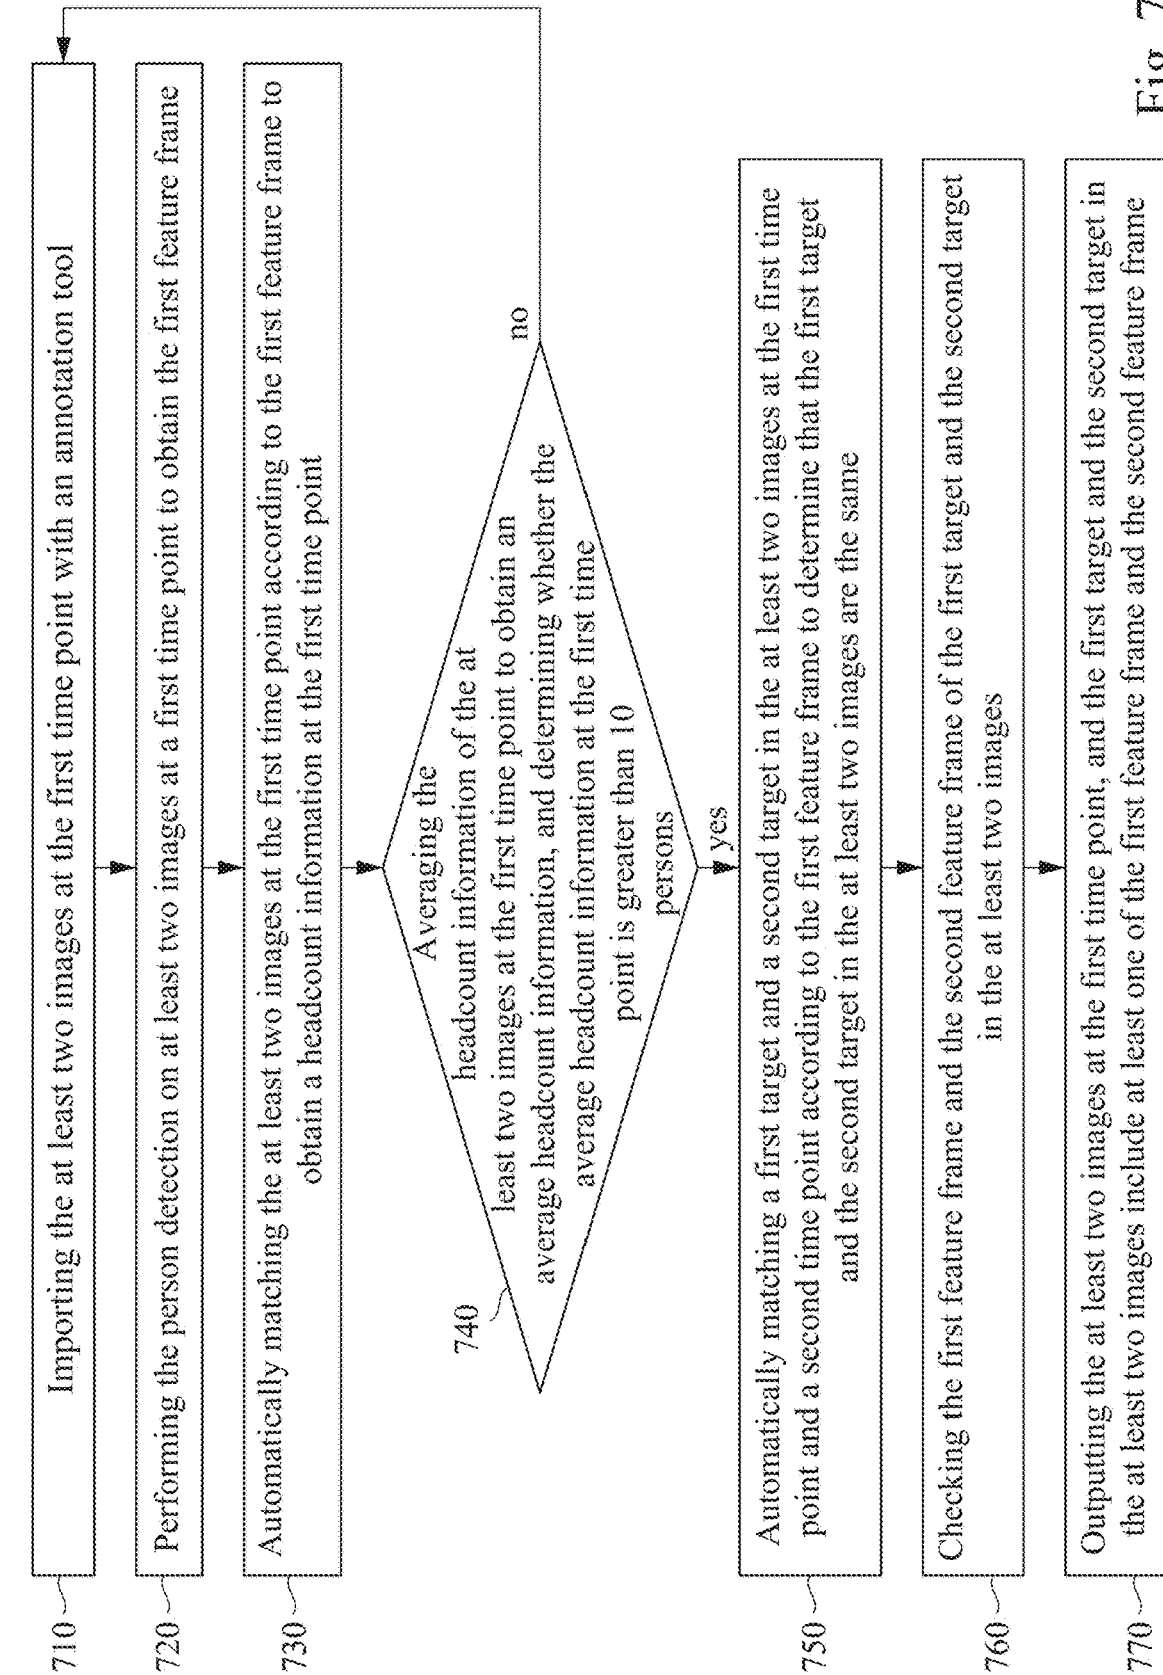 710
Importing the at least two images at the first time point with an annotation tool
720
Performing the person detection on at least two images at a first time point to obtain the first feature frame
730
Automatically matching the at least two images at the first time point according to the first feature frame to
obtain a headcount information at the first time point
740
Averaging the
headcount information of the at
least two images at the first time point to obtain an
average headcount information, and determining whether the
average headcount information at the first time
point is greater than 10
persons
no
yes
750
Automatically matching a first target and a second target in the at least two images at the first time
point and a second time point according to the first feature frame to determine that the first target
and the second target in the at least two images are the same
760
Checking the first feature frame and the second feature frame of the first target and the second target
in the at least two images
770
Outputting the at least two images at the first time point, and the first target and the second target in
the at least two images include at least one of the first feature frame and the second feature frame
Fig. 7